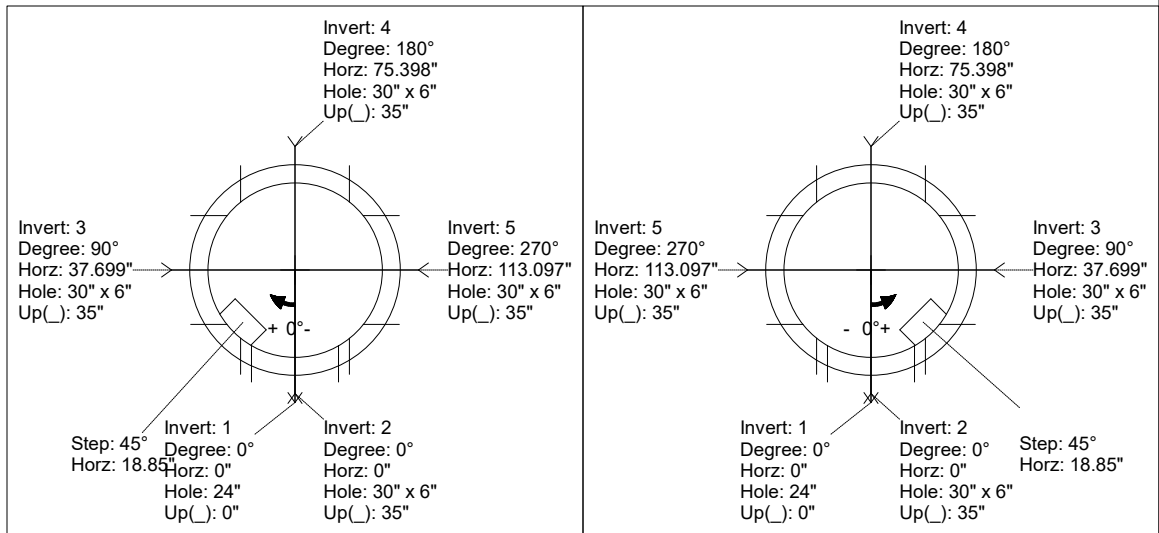 Invert: 4
Degree: 180°
Horz: 75.398"
Hole: 30" x 6"
Up(_): 35"
Invert: 3
Degree: 90°
Horz: 37.699"
Hole: 30" x 6"
Up(_): 35"
Invert: 5
Degree: 270°
Horz: 113.097"
Hole: 30" x 6"
Up(_): 35"
+ 0°-
Step: 45°
Horz: 18.85"
Invert: 1
Degree: 0°
Horz: 0"
Hole: 24"
Up(_): 0"
Invert: 2
Degree: 0°
Horz: 0"
Hole: 30" x 6"
Up(_): 35"
Invert: 4
Degree: 180°
Horz: 75.398"
Hole: 30" x 6"
Up(_): 35"
Invert: 5
Degree: 270°
Horz: 113.097"
Hole: 30" x 6"
Up(_): 35"
Invert: 3
Degree: 90°
Horz: 37.699"
Hole: 30" x 6"
Up(_): 35"
- 0°+
Invert: 1
Degree: 0°
Horz: 0"
Hole: 24"
Up(_): 0"
Invert: 2
Degree: 0°
Horz: 0"
Hole: 30" x 6"
Up(_): 35"
Step: 45°
Horz: 18.85"